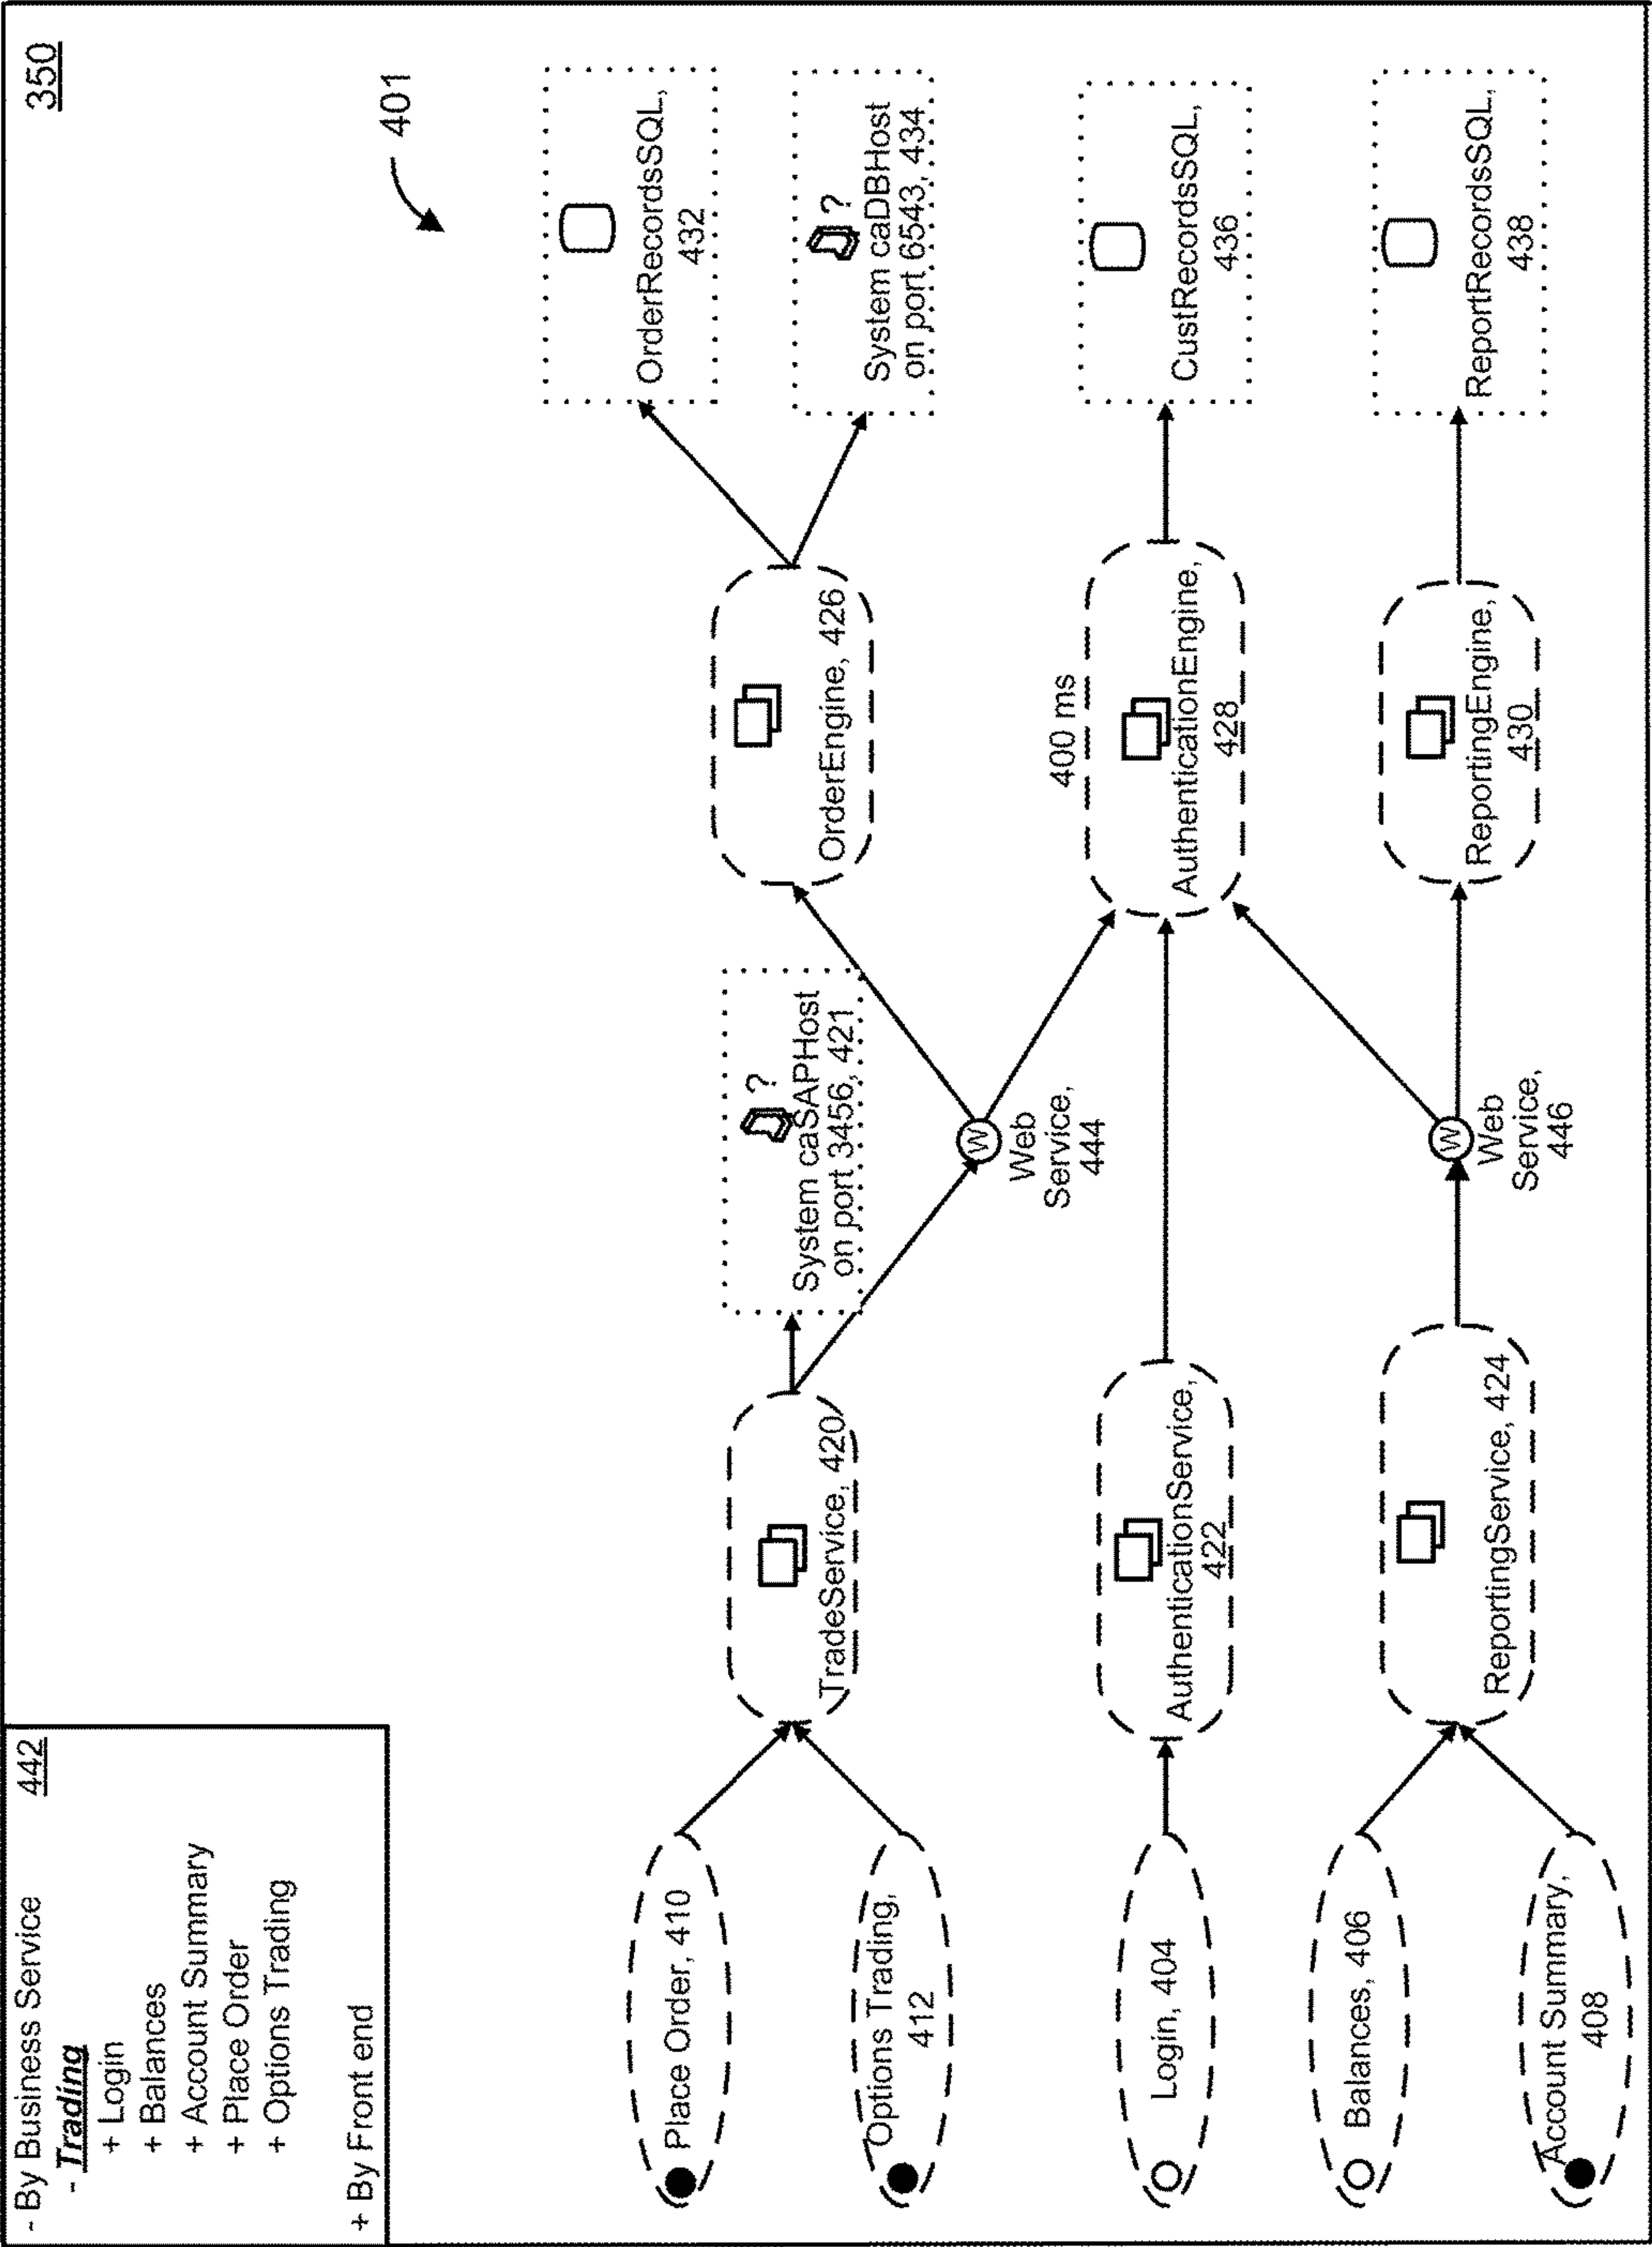 350
- By Business Service
442
- Trading
+ Login
+ Balances
+ Account Summary
+ Place Order
+ Options Trading
+ By Front end
401
Place Order, 410
Options Trading,
412
Login, 404
Balances, 406
Account Summary,
408
TradeService, 420
AuthenticationService,
422
ReportingService, 424
?
System caSAPHost
on port 3456, 421
W
Web
Service,
444
W
Web
Service,
446
OrderEngine, 426
400 ms
AuthenticationEngine,
428
ReportingEngine,
430
OrderRecordsSQL,
432
?
System caDBHost
on port 6543, 434
CustRecordsSQL,
436
ReportRecordsSQL,
438